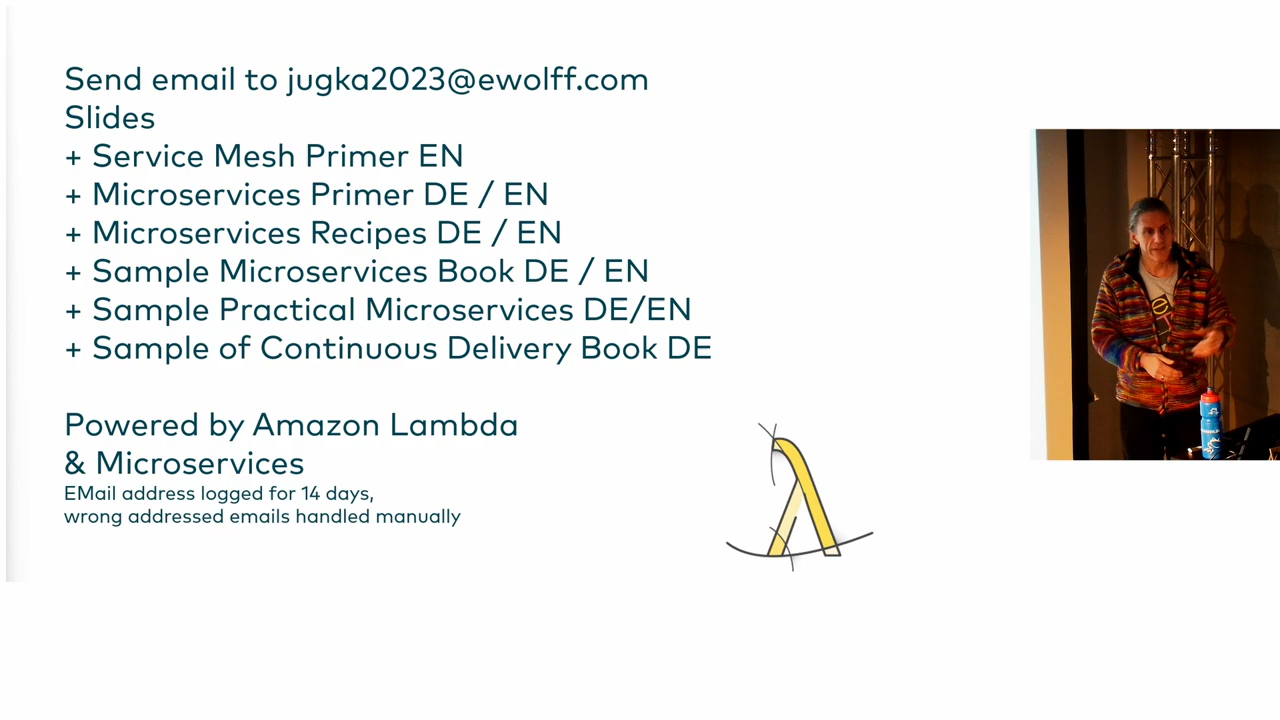 Send email to jugka2023@ewolff.com
Slides
+ Service Mesh Primer EN
+ Microservices Primer DE / EN
+ Microservices Recipes DE / EN
+ Sample Microservices Book DE / EN
+ Sample Practical Microservices DE/EN
+ Sample of Continuous Delivery Book DE
Powered by Amazon Lambda
& Microservices
EMail address logged for 14 days,
wrong addressed emails handled manually